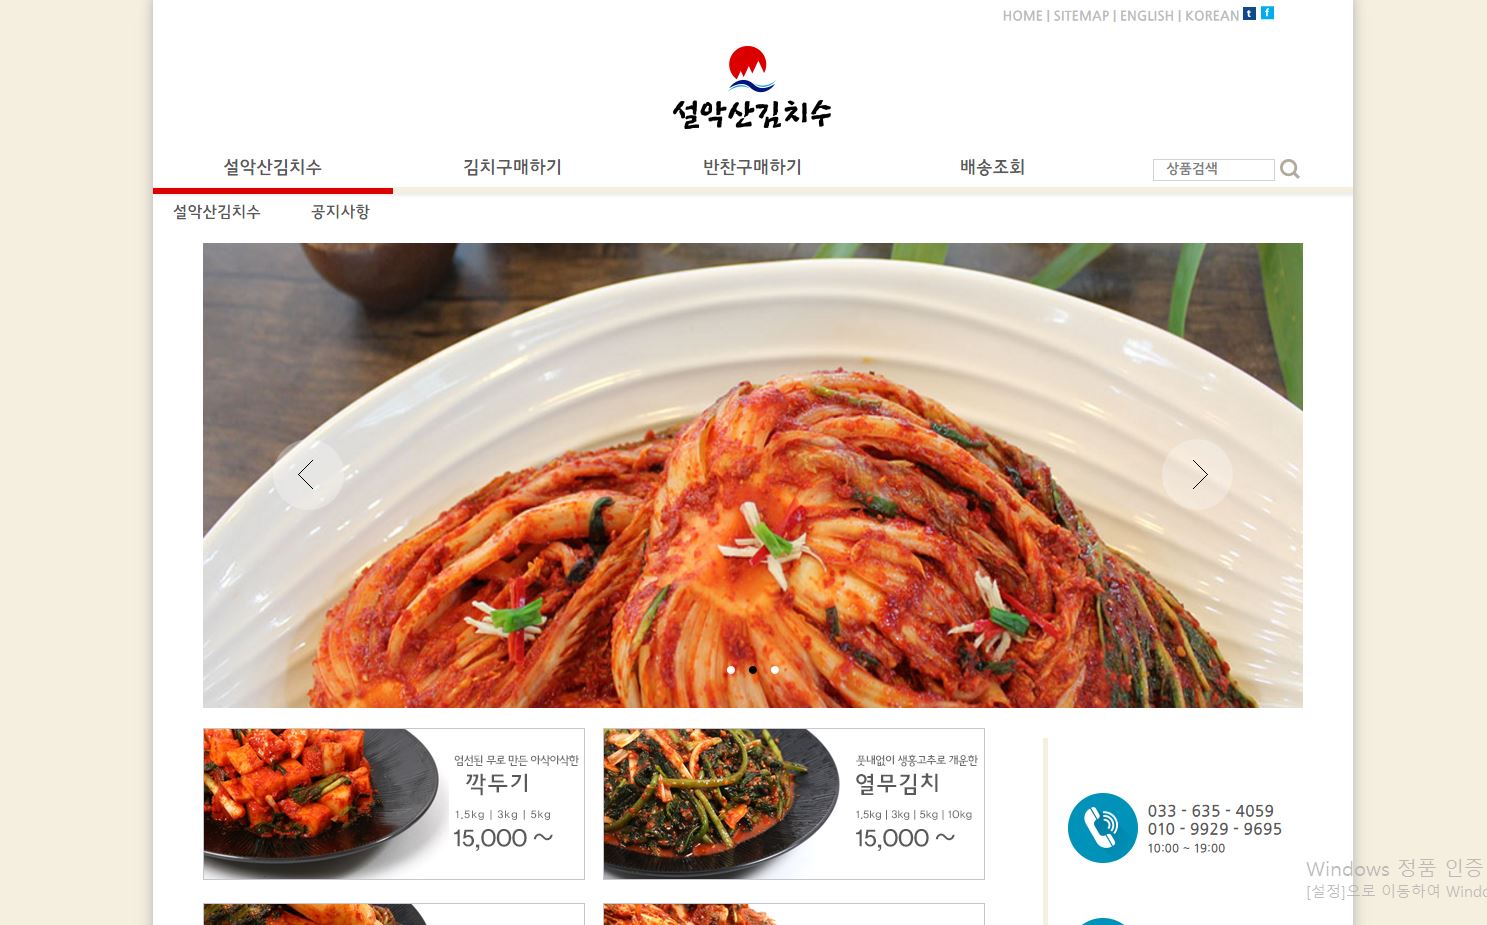 HOME | SITEMAP | ENGLISH | KOREAN
설악산김치수
설악산김치수 김치구매하기 반찬구매하기 배송조회 상품검색
설악산김치수 공지사항
엄선된 무로 만든 아삭아삭한
깍두기
1.5kg | 3kg | 5kg
15,000 ~
풋내없이 생홍고추로 개운한
열무김치
1.5kg | 3kg | 5kg | 10kg
15,000 ~
033 - 635 - 4059
010 - 9929 - 9695
10:00 ~ 19:00
Windows 정품 인증
[설정]으로 이동하여 Windo